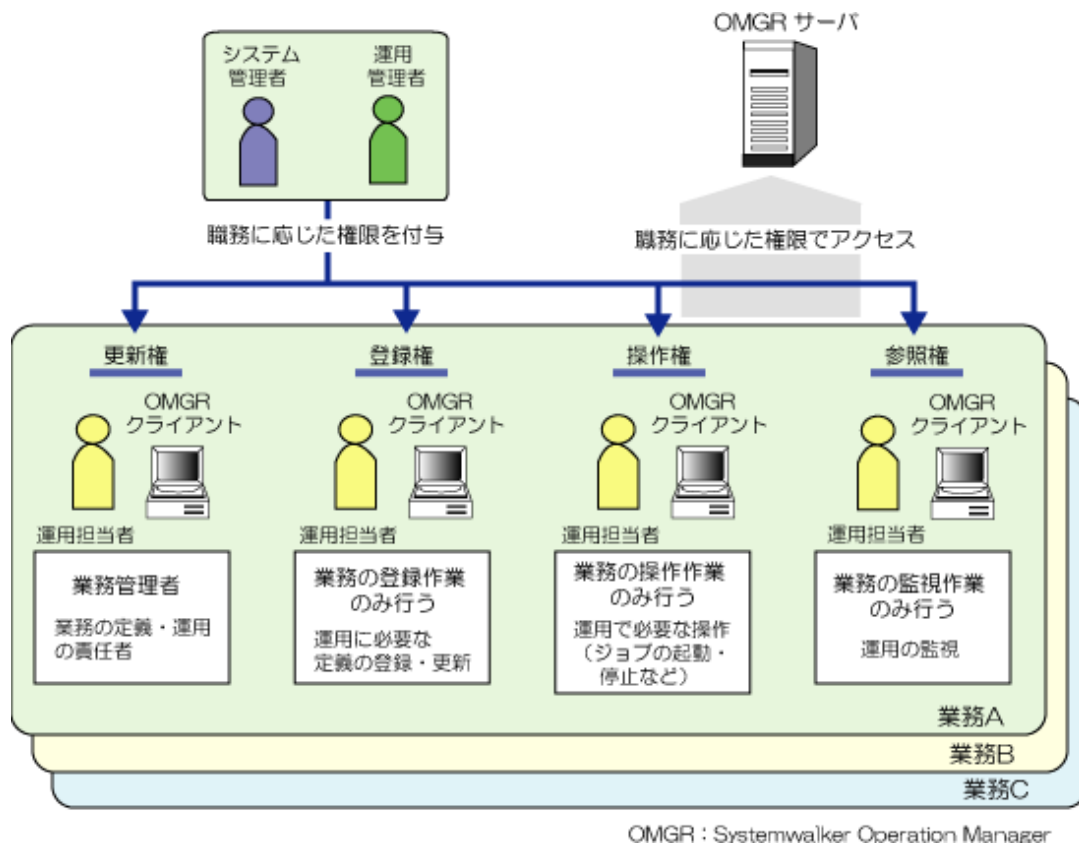 システム
管理者
運用
管理者
OMGR サーバ
職務に応じた権限を付与
職務に応じた権限でアクセス
更新権
OMGR
クライアント
運用担当者
業務管理者
業務の定義・運用
の責任者
登録権
OMGR
クライアント
運用担当者
業務の登録作業
のみ行う
運用に必要な
定義の登録・更新
操作権
OMGR
クライアント
運用担当者
業務の操作作業
のみ行う
運用で必要な操作
（ジョブの起動・
停止など）
参照権
OMGR
クライアント
運用担当者
業務の監視作業
のみ行う
運用の監視
業務A
業務B
業務C
OMGR：Systemwalker Operation Manager